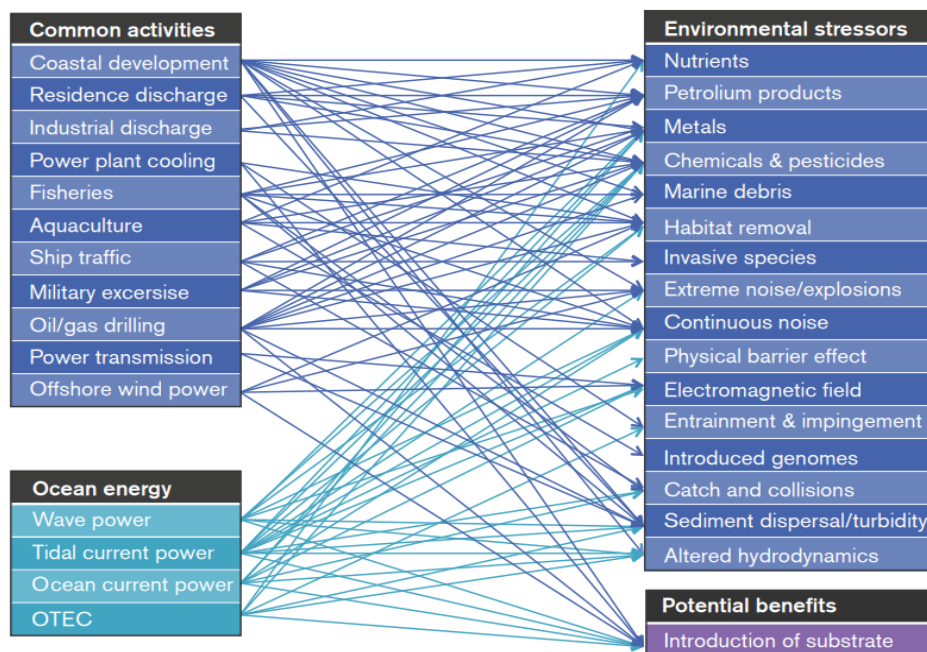 Common activities
Coastal development
Residence discharge
Industrial discharge
Power plant cooling
Fisheries
Aquaculture
Ship traffic
Military excersise
Oil/gas drilling
Power transmission
Offshore wind power
Ocean energy
Wave power
Tidal current power
Ocean current power
OTEC
Environmental stressors
Nutrients
Petrolium products
Metals
Chemicals & pesticides
Marine debris
Habitat removal
Invasive species
Extreme noise/explosions
Continuous noise
Physical barrier effect
Electromagnetic field
Entrainment & impingement
Introduced genomes
Catch and collisions
Sediment dispersal/turbidity
Altered hydrodynamics
Potential benefits
Introduction of substrate